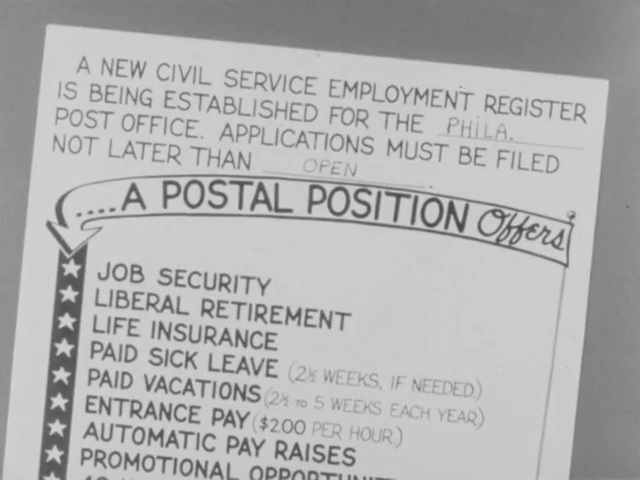 A NEW CIVIL SERVICE EMPLOYMENT REGISTER
IS BEING ESTABLISHED FOR THE PHILA.
POST OFFICE. APPLICATIONS MUST BE FILED
NOT LATER THAN OPEN.
....A POSTAL POSITION Offers
JOB SECURITY
LIBERAL RETIREMENT
LIFE INSURANCE
PAID SICK LEAVE (2½ WEEKS, IF NEEDED.)
PAID VACATIONS (2½ TO 5 WEEKS EACH YEAR)
ENTRANCE PAY ($2.00 PER HOUR.)
AUTOMATIC PAY RAISES
PROMOTIONAL